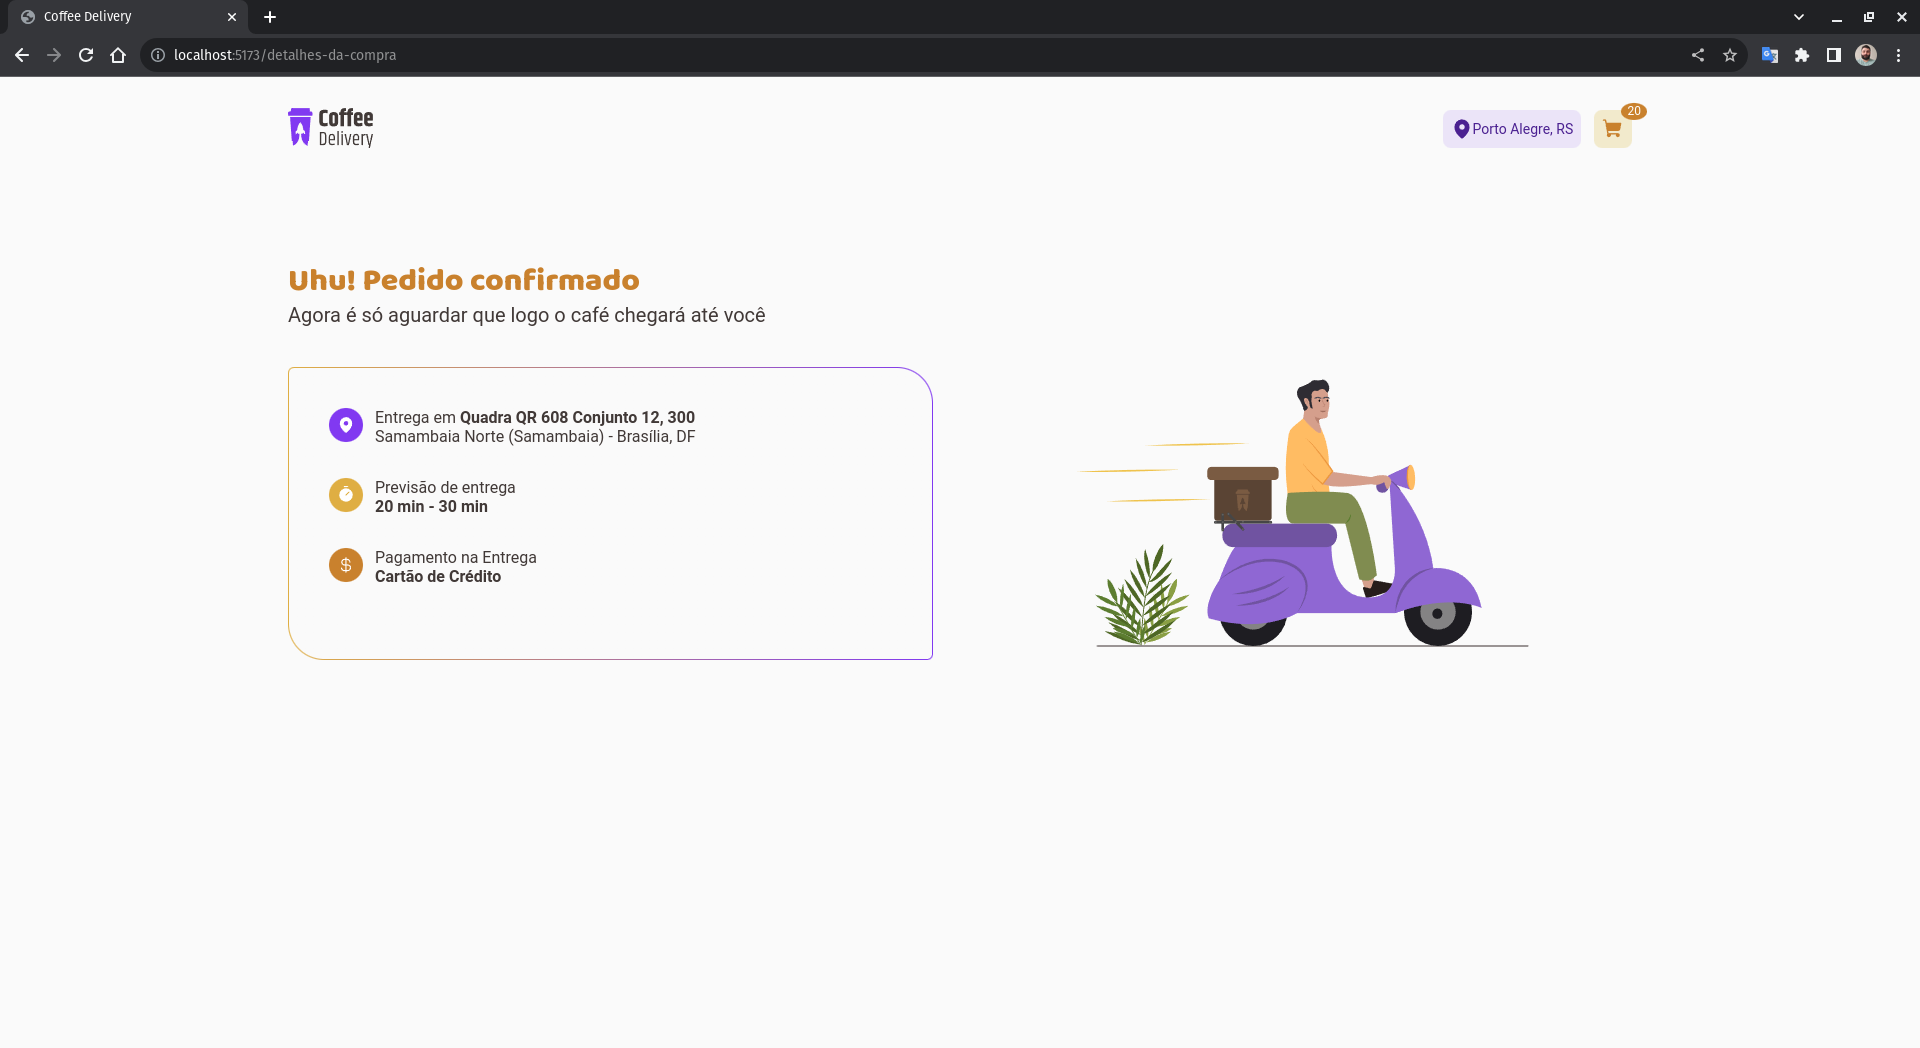 Coffee Delivery
localhost:5173/detalhes-da-compra
Coffee
Delivery
Porto Alegre, RS
20
Uhu! Pedido confirmado
Agora é só aguardar que logo o café chegará até você
Entrega em Quadra QR 608 Conjunto 12, 300
Samambaia Norte (Samambaia) - Brasília, DF
Previsão de entrega
20 min - 30 min
$
Pagamento na Entrega
Cartão de Crédito